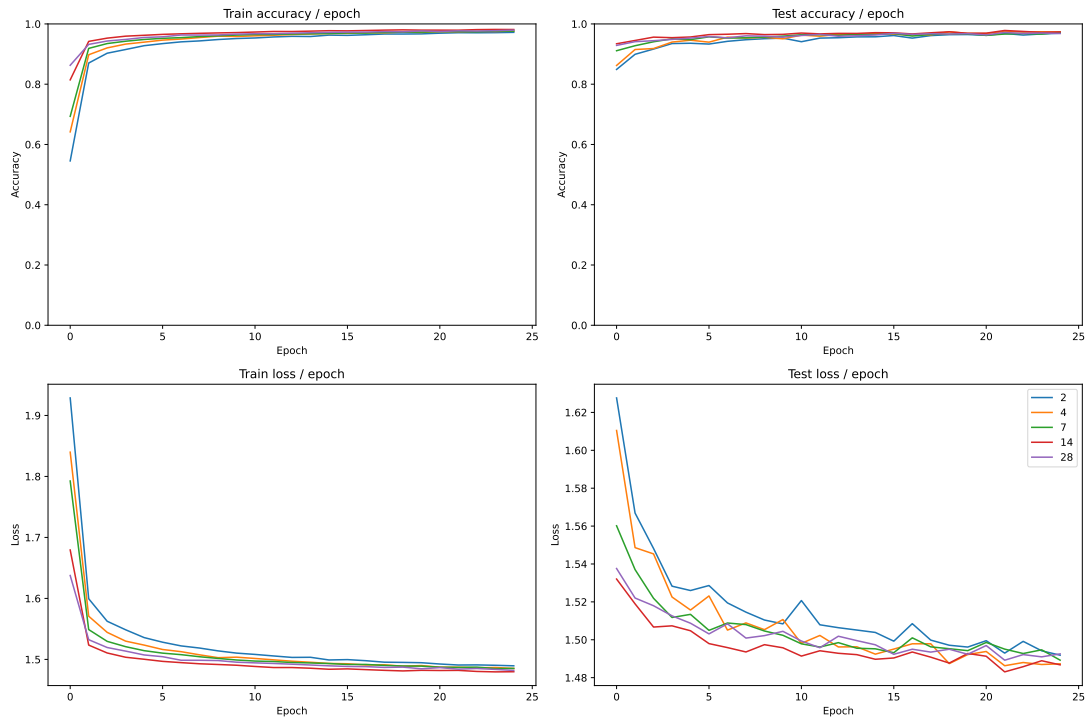 Train accuracy / epoch
Test accuracy / epoch
1.0
0.8
0.6
0.4
0.2
0.0
Accuracy
0 5 10 15 20 25
Epoch
1.0
0.8
0.6
0.4
0.2
0.0
Accuracy
0 5 10 15 20 25
Epoch
Train loss / epoch
Test loss / epoch
1.9
1.8
1.7
1.6
1.5
Loss
0 5 10 15 20 25
Epoch
1.62
1.60
1.58
1.56
1.54
1.52
1.50
1.48
Loss
0 5 10 15 20 25
Epoch
2
4
7
14
28